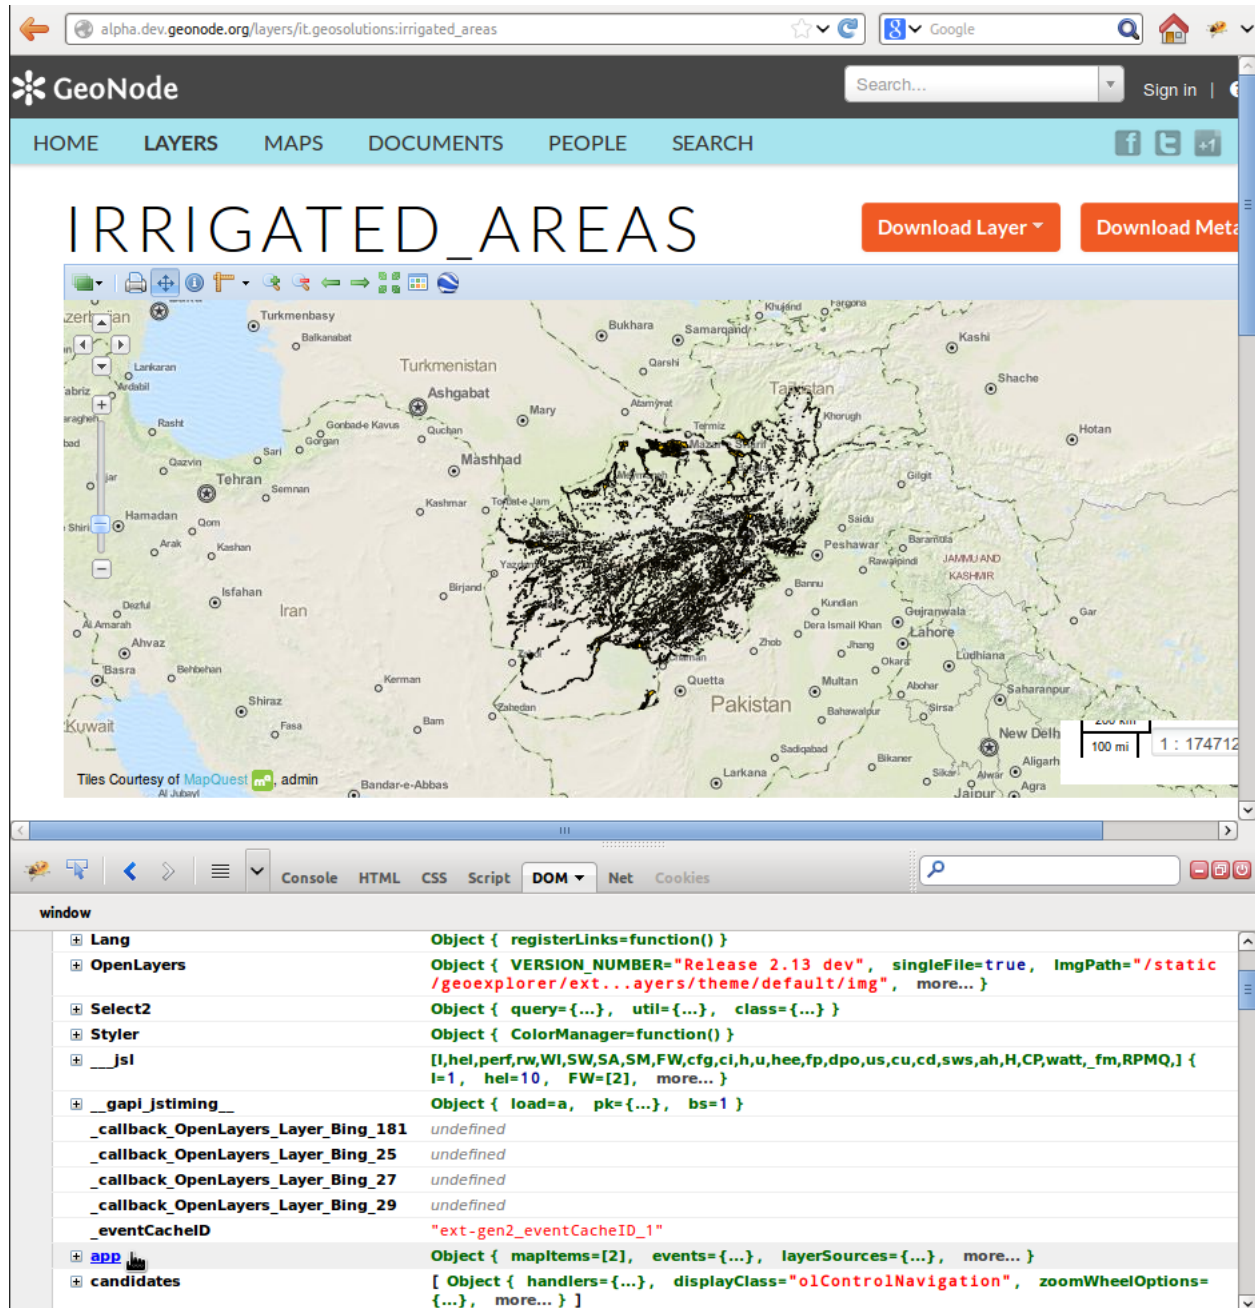 alpha.dev.geonode.org/layers/it.geosolutions:irrigated_areas
Google
GeoNode
Search...
Sign in |
HOME LAYERS MAPS DOCUMENTS PEOPLE SEARCH
+1
IRRIGATED_AREAS
Download Layer
Download Meta
Turkmenbasy
Balkanabat
Bukhara
Samarqand
Khujand
Fargona
Kashi
Lankaran
Ardabil
Turkmenistan
Qarshi
Shache
Ashgabat
Mary
Atamyrat
Khorugh
Rasht
Gonbad-e Kavus
Quchan
Termiz
Hotan
Sari
Gorgan
Qazvin
Mashhad
Tehran
Semnan
Gilgit
Kashmar
Torbat-e Jam
Hamadan
Qom
Saidu
Arak
Kashan
Peshawar
Baramula
Rawalpindi
JAMMU AND
KASHMIR
Isfahan
Birjand
Bannu
Dezful
Iran
Kundian
Gujranwala
Gar
Al Amarah
Dera Ismail Khan
Lahore
Ahvaz
Zhob
Jhang
Okara
Ludhiana
Basra
Behbehan
Kerman
Quetta
Multan
Abohar
Saharanpur
Shiraz
Zahedan
Pakistan
Bahawalpur
Sirsa
Kuwait
Fasa
Bam
New Delh
200 km
100 mi
1 : 174712
Sadiqabad
Bikaner
Aligarh
Tiles Courtesy of MapQuest , admin
Larkana
Sikar
Alwar
Al Jubayl
Bandar-e-Abbas
Jaipur
Agra
Console HTML CSS Script DOM Net Cookies
window
Lang Object { registerLinks=function() }
OpenLayers Object { VERSION_NUMBER="Release 2.13 dev", singleFile=true, ImgPath="/static
/geoexplorer/ext...ayers/theme/default/img", more... }
Select2 Object { query={...}, util={...}, class={...} }
Styler Object { ColorManager=function() }
___jsl [l,hel,perf,rw,WI,SW,SA,SM,FW,cfg,ci,h,u,hee,fp,dpo,us,cu,cd,sws,ah,H,CP,watt,_fm,RPMQ,] {
l=1, hel=10, FW=[2], more... }
__gapi_jstiming__ Object { load=a, pk={...}, bs=1 }
_callback_OpenLayers_Layer_Bing_181 undefined
_callback_OpenLayers_Layer_Bing_25 undefined
_callback_OpenLayers_Layer_Bing_27 undefined
_callback_OpenLayers_Layer_Bing_29 undefined
_eventCacheID "ext-gen2_eventCacheID_1"
app Object { mapItems=[2], events={...}, layerSources={...}, more... }
candidates [ Object { handlers={...}, displayClass="olControlNavigation", zoomWheelOptions=
{...}, more... } ]